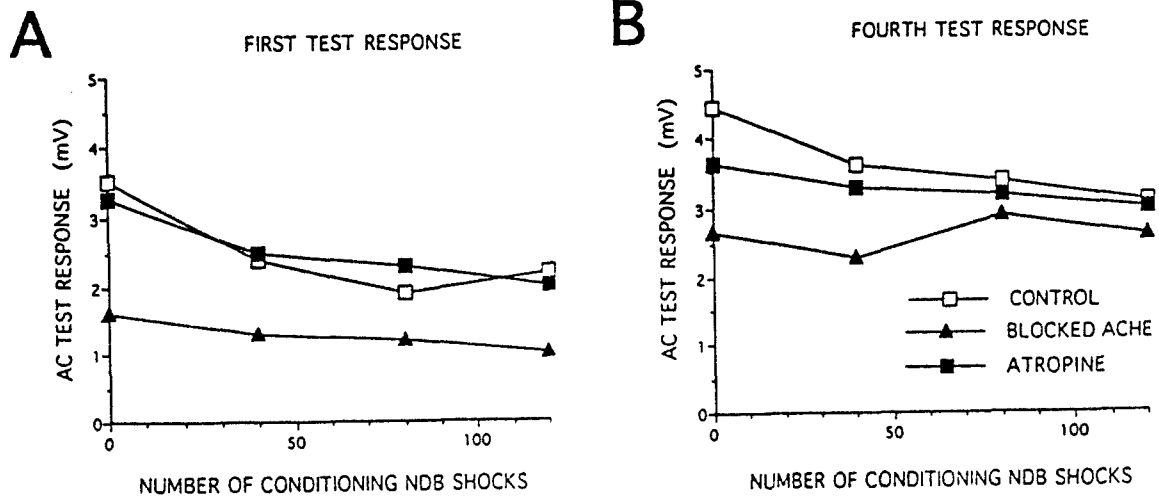 A
FIRST TEST RESPONSE
5
4
3
2
1
0
AC TEST RESPONSE (mV)
0
50
100
NUMBER OF CONDITIONING NDB SHOCKS
B
FOURTH TEST RESPONSE
5
4
3
2
1
0
AC TEST RESPONSE (mV)
CONTROL
BLOCKED ACHE
ATROPINE
0
50
100
NUMBER OF CONDITIONING NDB SHOCKS